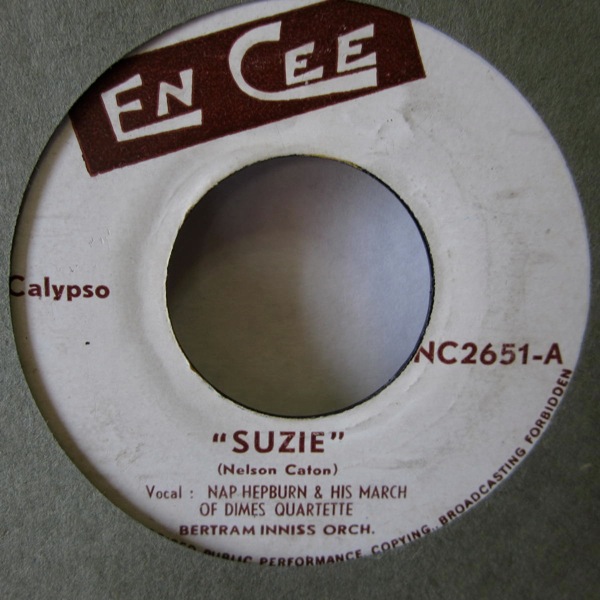 EN CEE
Calypso
NC2651-A
"SUZIE"
(Nelson Caton)
Vocal : NAP HEPBURN & HIS MARCH
OF DIMES QUARTETTE
BERTRAM INNISS ORCH.
PUBLIC PERFORMANCE COPYING, BROADCASTING FORBIDDEN